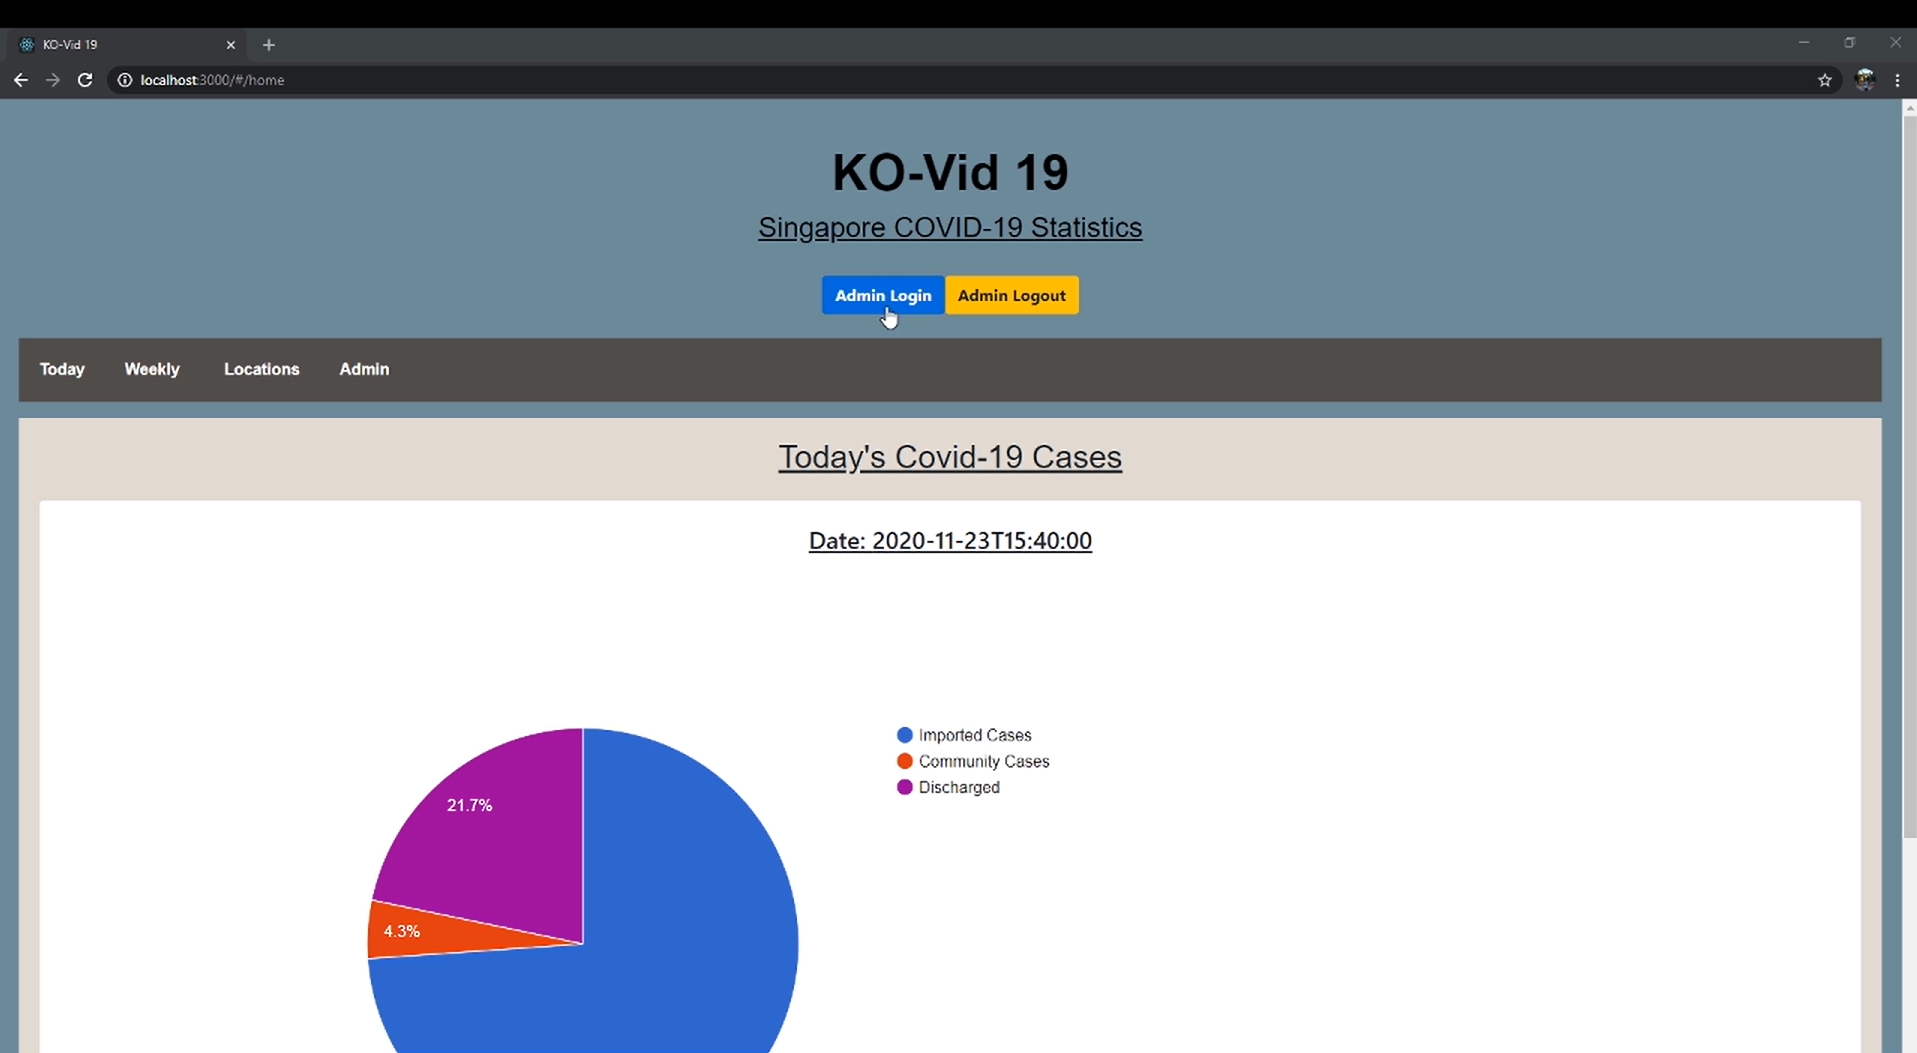 KO-Vid 19
localhost:3000/#/home
KO-Vid 19
Singapore COVID-19 Statistics
Admin Login Admin Logout
Today Weekly Locations Admin
Today's Covid-19 Cases
Date: 2020-11-23T15:40:00
Imported Cases
Community Cases
Discharged
21.7%
4.3%